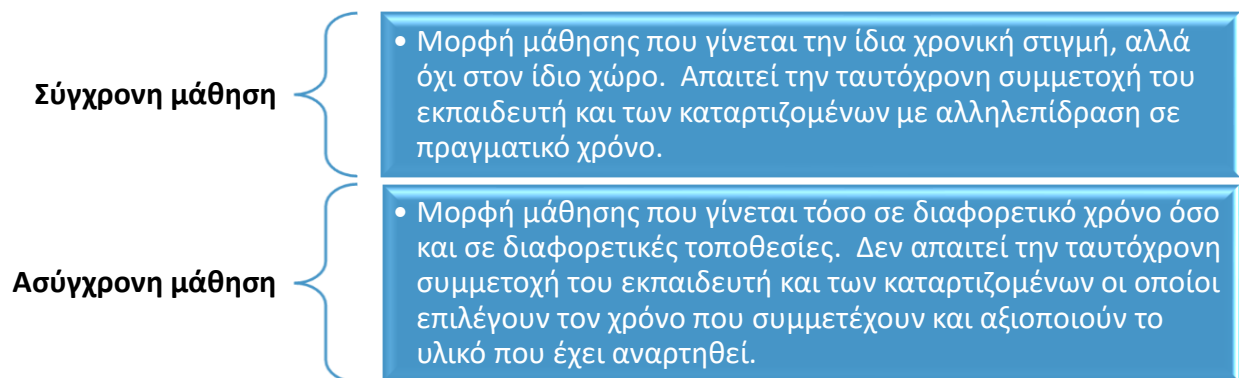 Σύγχρονη μάθηση
• Μορφή μάθησης που γίνεται την ίδια χρονική στιγμή, αλλά
όχι στον ίδιο χώρο. Απαιτεί την ταυτόχρονη συμμετοχή του
εκπαιδευτή και των καταρτιζομένων με αλληλεπίδραση σε
πραγματικό χρόνο.
Ασύγχρονη μάθηση
• Μορφή μάθησης που γίνεται τόσο σε διαφορετικό χρόνο όσο
και σε διαφορετικές τοποθεσίες. Δεν απαιτεί την ταυτόχρονη
συμμετοχή του εκπαιδευτή και των καταρτιζομένων οι οποίοι
επιλέγουν τον χρόνο που συμμετέχουν και αξιοποιούν το
υλικό που έχει αναρτηθεί.